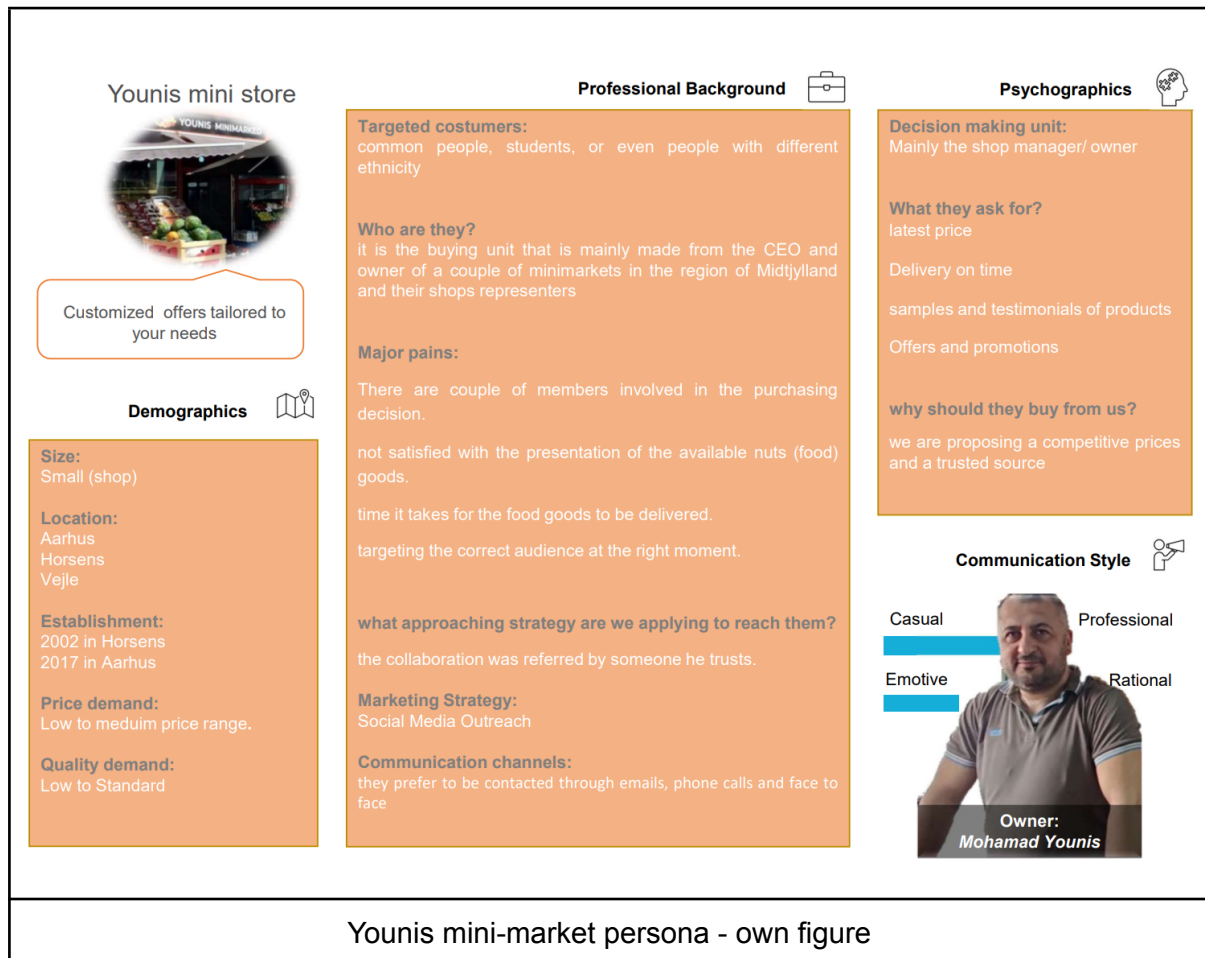 Younis mini store
YOUNIS MINIMARKED
Customized offers tailored to
your needs
Demographics
Size:
Small (shop)
Location:
Aarhus
Horsens
Vejle
Establishment:
2002 in Horsens
2017 in Aarhus
Price demand:
Low to meduim price range.
Quality demand:
Low to Standard
Professional Background
Targeted costumers:
common people, students, or even people with different
ethnicity
Who are they?
it is the buying unit that is mainly made from the CEO and
owner of a couple of minimarkets in the region of Midtjylland
and their shops representers
Major pains:
There are couple of members involved in the purchasing
decision.
not satisfied with the presentation of the available nuts (food)
goods.
time it takes for the food goods to be delivered.
targeting the correct audience at the right moment.
what approaching strategy are we applying to reach them?
the collaboration was referred by someone he trusts.
Marketing Strategy:
Social Media Outreach
Communication channels:
they prefer to be contacted through emails, phone calls and face to
face
Psychographics
Decision making unit:
Mainly the shop manager/ owner
What they ask for?
latest price
Delivery on time
samples and testimonials of products
Offers and promotions
why should they buy from us?
we are proposing a competitive prices
and a trusted source
Communication Style
Casual
Professional
Emotive
Rational
Owner:
Mohamad Younis
Younis mini-market persona - own figure